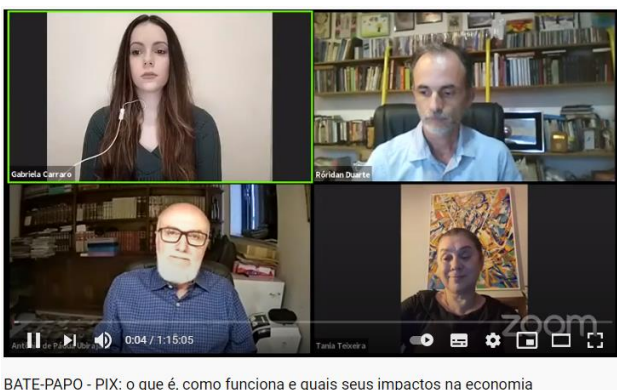 Gabriela Carraro
Róridan Duarte
zoom
0:04 / 1:15:05
Tania Teixeira
BATE-PAPO - PIX: o que é, como funciona e quais seus impactos na economia